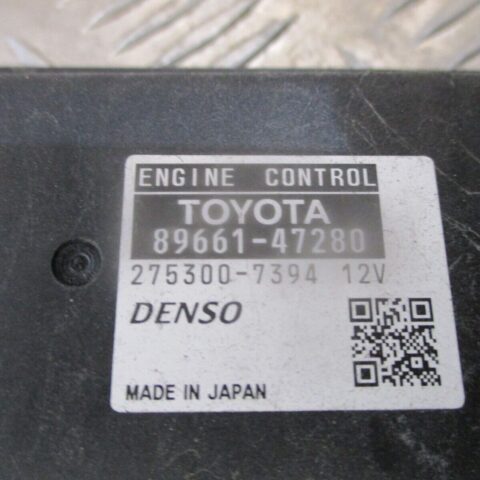 ENGINE CONTROL
TOYOTA
89661-47280
275300-7394 12V
DENSO
MADE IN JAPAN